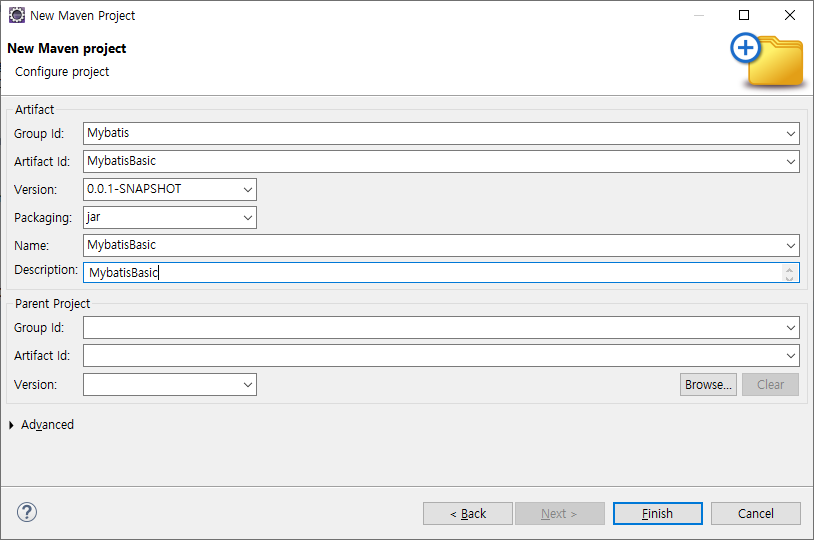 New Maven Project
New Maven project
Configure project
Artifact
Group Id: Mybatis
Artifact Id: MybatisBasic
Version: 0.0.1-SNAPSHOT
Packaging: jar
Name: MybatisBasic
Description: MybatisBasic
Parent Project
Group Id:
Artifact Id:
Version: Browse... Clear
Advanced
? < Back Next > Finish Cancel